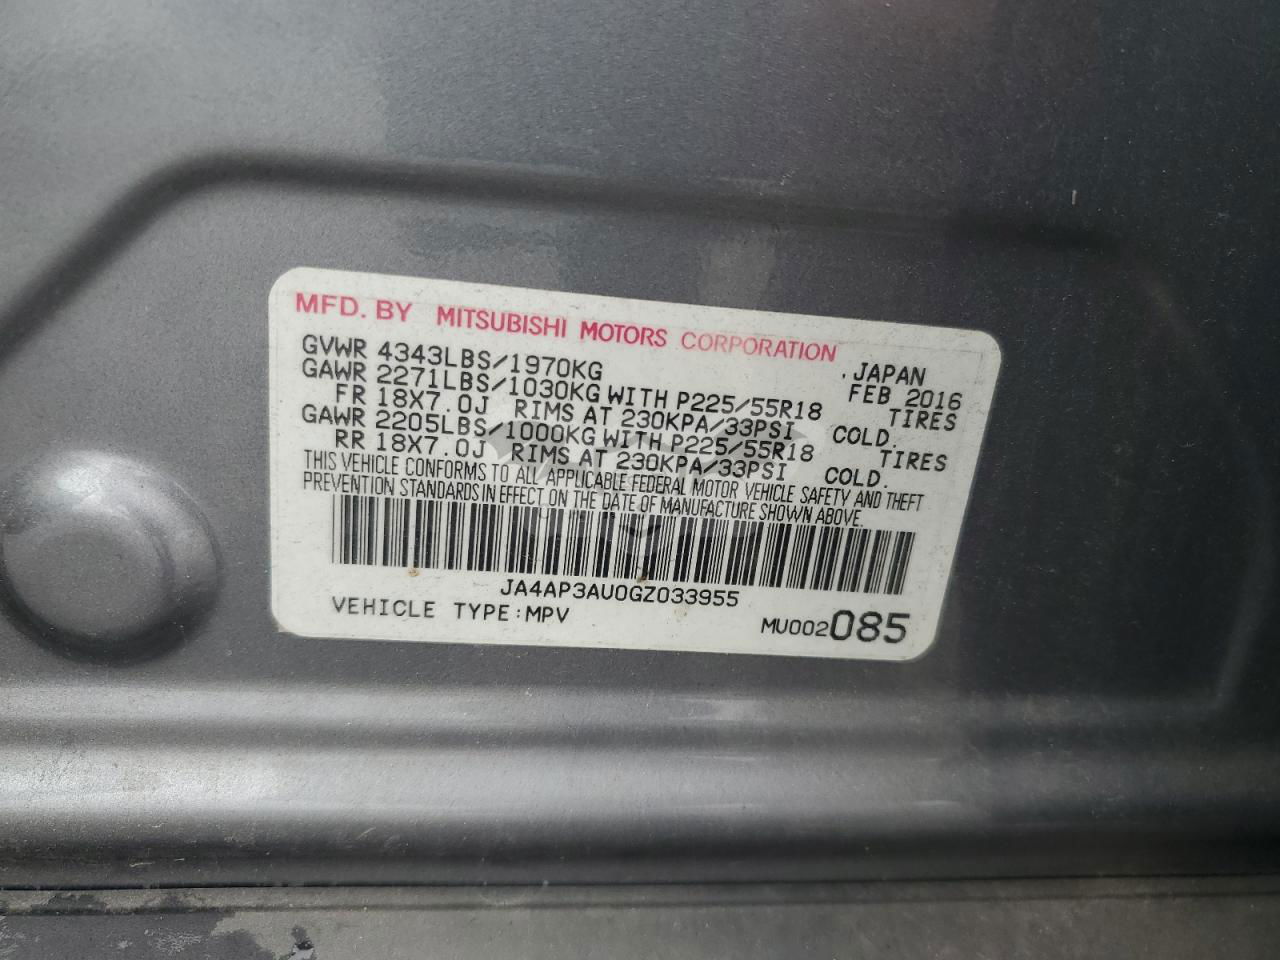 MFD. BY MITSUBISHI MOTORS CORPORATION
, JAPAN
GVWR 4343LBS/1970KG FEB 2016
GAWR 2271LBS/1030KG WITH P225/55R18 TIRES
FR 18X7.0J RIMS AT 230KPA/33PSI COLD.
GAWR 2205LBS/1000KG WITH P225/55R18 TIRES
RR 18X7.0J RIMS AT 230KPA/33PSI COLD.
THIS VEHICLE CONFORMS TO ALL APPLICABLE FEDERAL MOTOR VEHICLE SAFETY AND THEFT
PREVENTION STANDARDS IN EFFECT ON THE DATE OF MANUFACTURE SHOWN ABOVE.
JA4AP3AU0GZ033955
VEHICLE TYPE:MPV MU002085